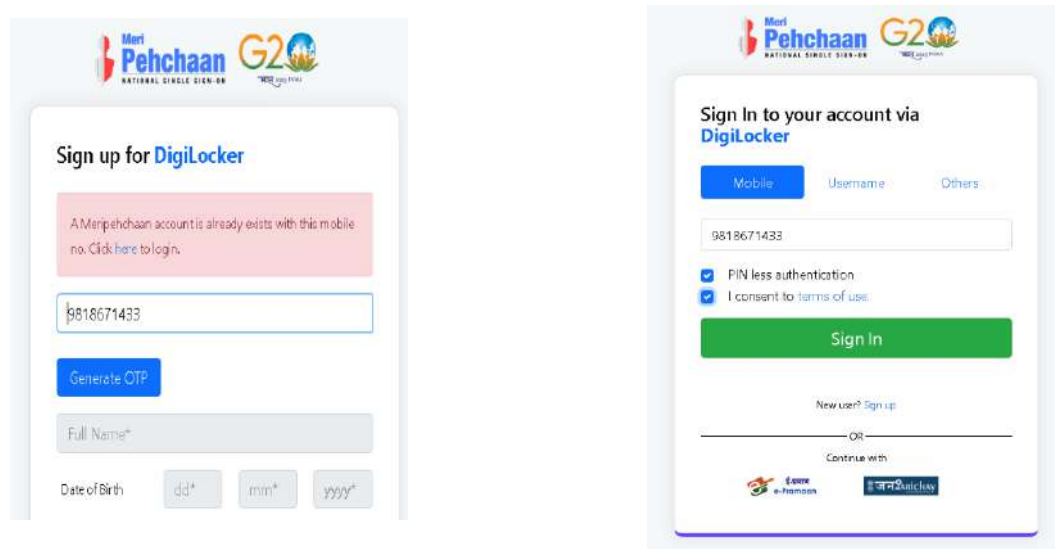 Meri
Pehchaan
NATIONAL SINGLE SIGN-ON
G20
Sign up for DigiLocker
A Meripehchaan account is already exists with this mobile
no. Click here to login.
9818671433
Generate OTP
Full Name*
Date of Birth
dd*
mm*
yyyy*
Meri
Pehchaan
NATIONAL SINGLE SIGN-ON
G20
Sign In to your account via
DigiLocker
Mobile
Username
Others
9818671433
PIN less authentication
I consent to terms of use.
Sign In
New user? Sign up
OR
Continue with
e-Pramaan
जन